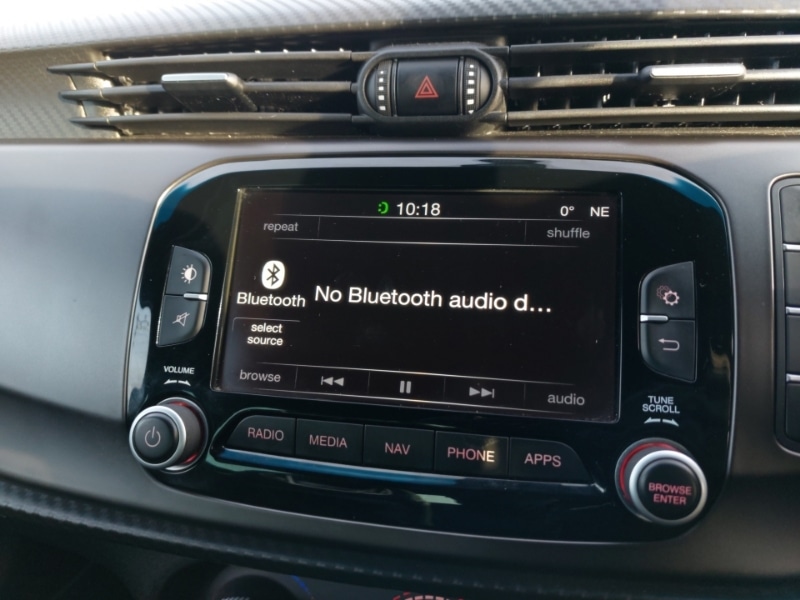 10:18
0° NE
repeat
shuffle
Bluetooth
No Bluetooth audio d...
select
source
browse
audio
VOLUME
TUNE
SCROLL
RADIO
MEDIA
NAV
PHONE
APPS
BROWSE
ENTER